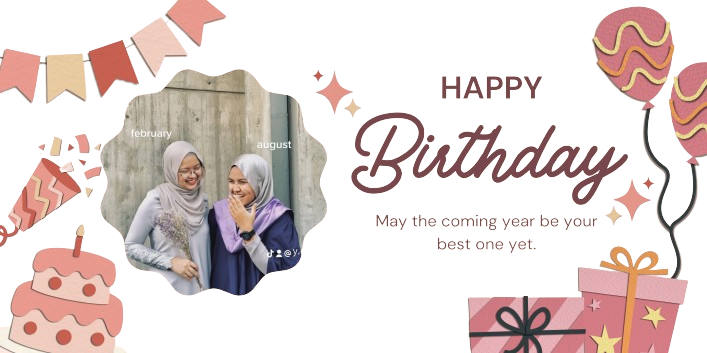 february
august
HAPPY
Birthday
May the coming year be your
best one yet.